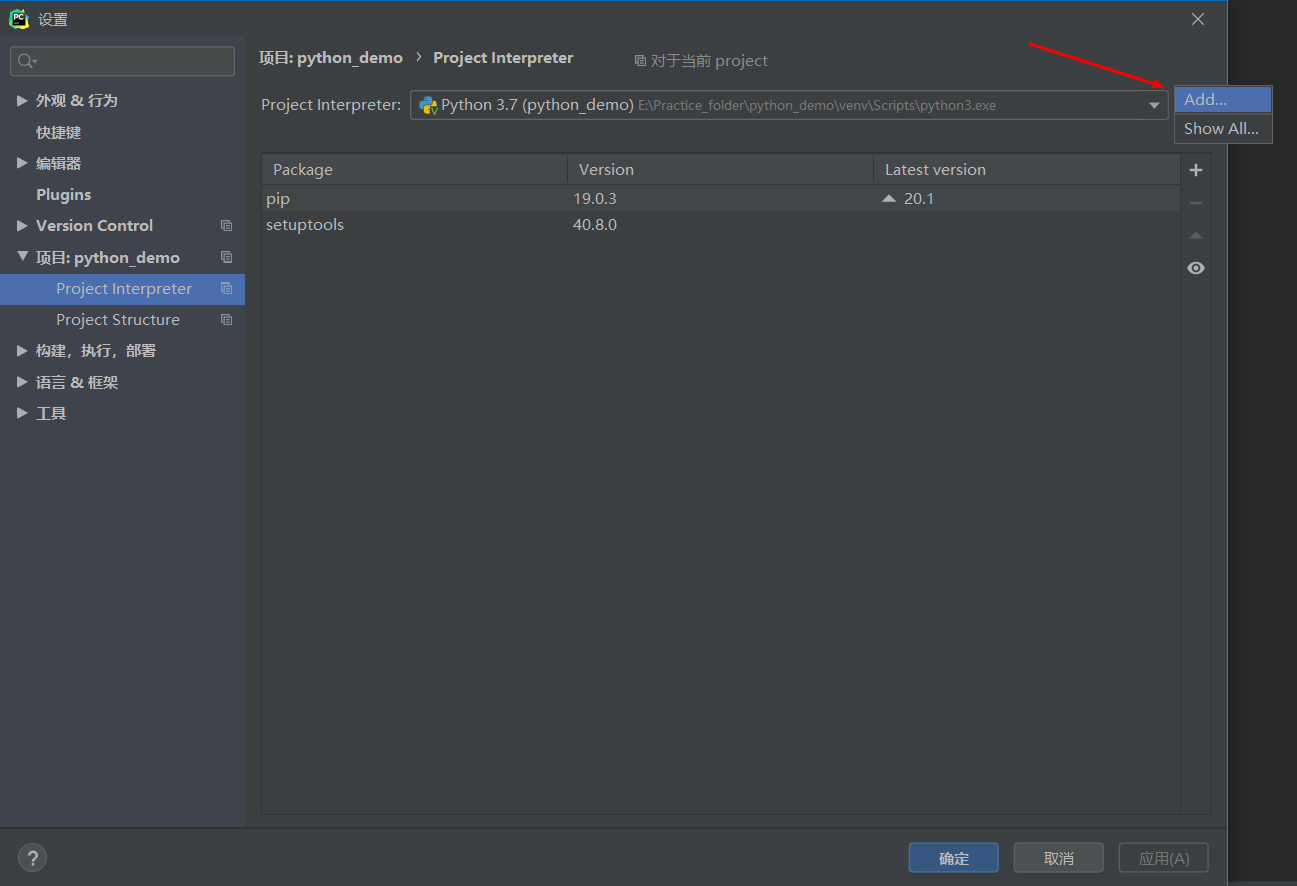 设置
项目: python_demo › Project Interpreter 对于当前 project
Project Interpreter: Python 3.7 (python_demo) E:\Practice_folder\python_demo\venv\Scripts\python3.exe
Add...
Show All...
外观 & 行为
快捷键
编辑器
Plugins
Version Control
项目: python_demo
Project Interpreter
Project Structure
构建，执行，部署
语言 & 框架
工具
Package Version Latest version
pip 19.0.3 20.1
setuptools 40.8.0
? 确定 取消 应用(A)